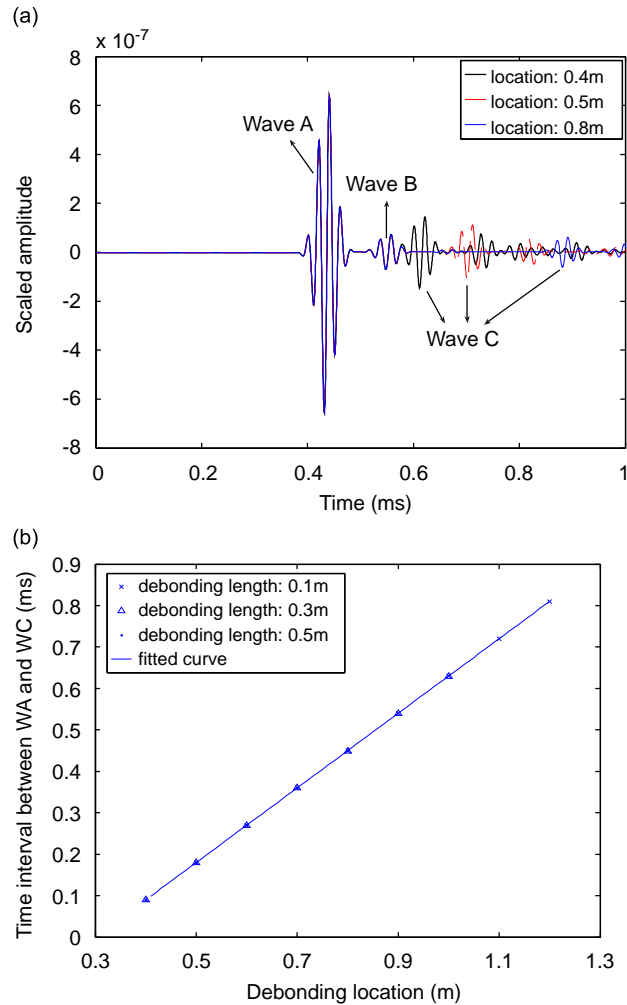 (a)
x 10-7
8
6
4
2
0
-2
-4
-6
-8
Scaled amplitude
Wave A
Wave B
Wave C
location: 0.4m
location: 0.5m
location: 0.8m
0
0.2
0.4
0.6
0.8
1
Time (ms)
(b)
0.9
0.8
0.7
0.6
0.5
0.4
0.3
0.2
0.1
0
Time interval between WA and WC (ms)
debonding length: 0.1m
debonding length: 0.3m
debonding length: 0.5m
fitted curve
0.3
0.5
0.7
0.9
1.1
1.3
Debonding location (m)